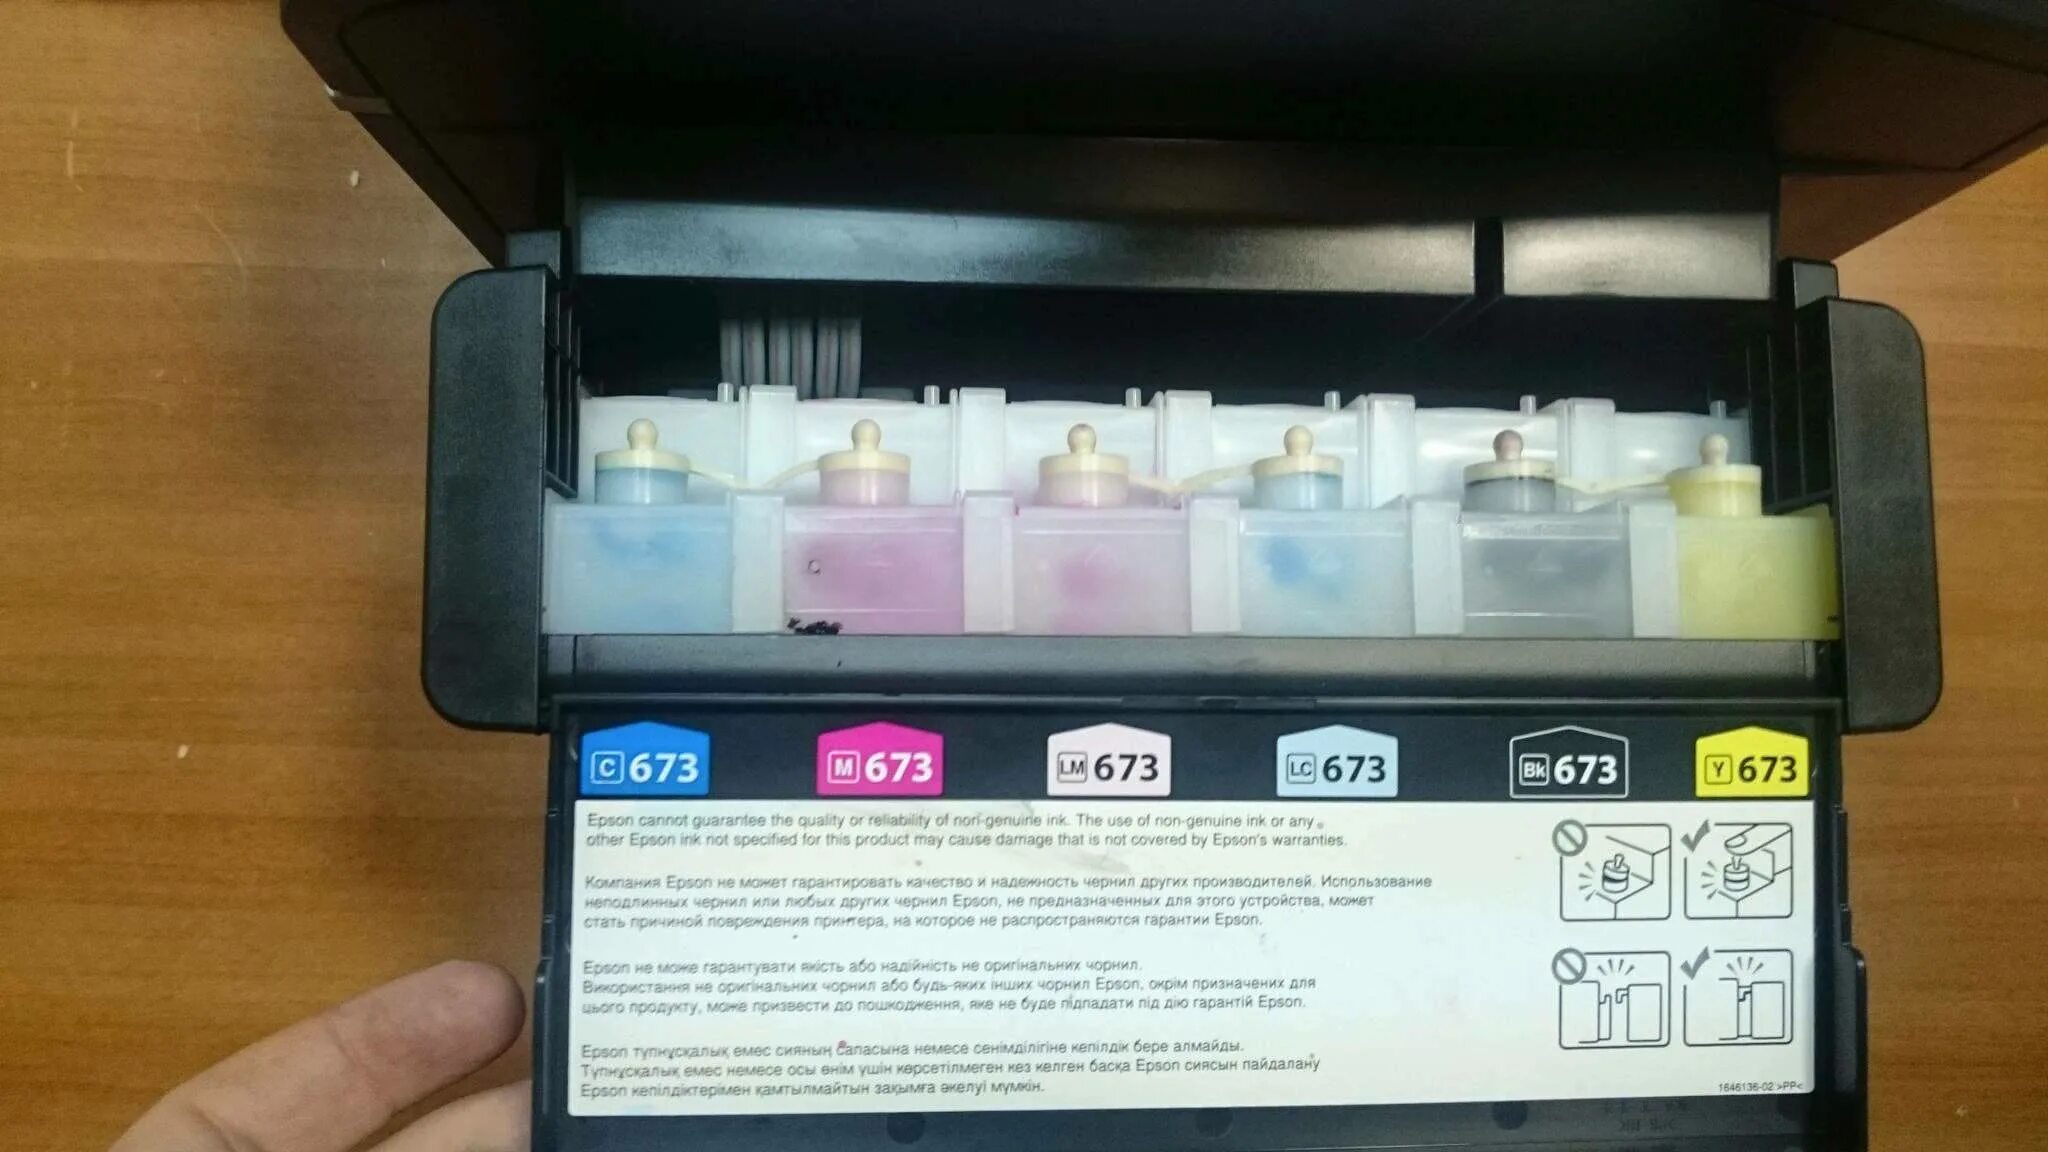 C 673
M 673
LM 673
LC 673
Bk 673
Y 673
Epson cannot guarantee the quality or reliability of non-genuine ink. The use of non-genuine ink or any
other Epson ink not specified for this product may cause damage that is not covered by Epson's warranties.
Компания Epson не может гарантировать качество и надежность чернил других производителей. Использование
неподлинных чернил или любых других чернил Epson, не предназначенных для этого устройства, может
стать причиной повреждения принтера, на которое не распространяются гарантии Epson.
Epson не може гарантувати якість або надійність не оригінальних чорнил.
Використання не оригінальних чорнил або будь-яких інших чорнил Epson, окрім призначених для
цього продукту, може призвести до пошкодження, яке не буде підпадати під дію гарантій Epson.
Epson түпнұсқалық емес сияның сапасына немесе сенімділігіне кепілдік бере алмайды.
Түпнұсқалық емес немесе осы өнім үшін көрсетілмеген кез келген басқа Epson сиясын пайдалану
Epson кепілдіктерімен қамтылмайтын зақымға әкелуі мүмкін.
1646136-02 >PP<